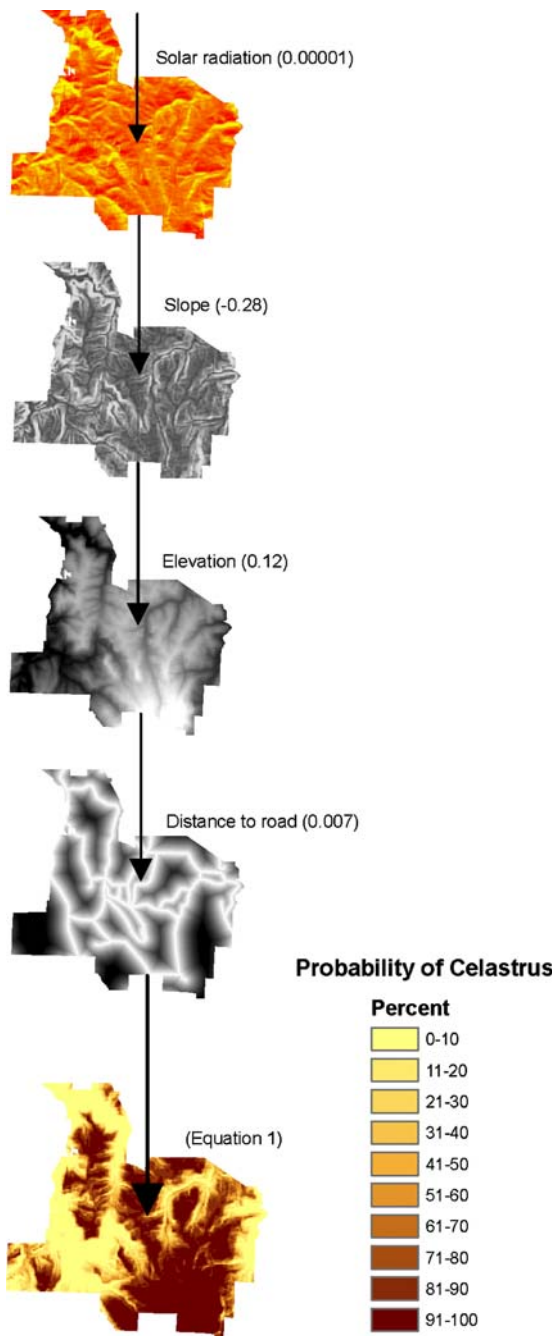 Solar radiation (0.00001)
Slope (-0.28)
Elevation (0.12)
Distance to road (0.007)
(Equation 1)
Probability of Celastrus
Percent
0-10
11-20
21-30
31-40
41-50
51-60
61-70
71-80
81-90
91-100